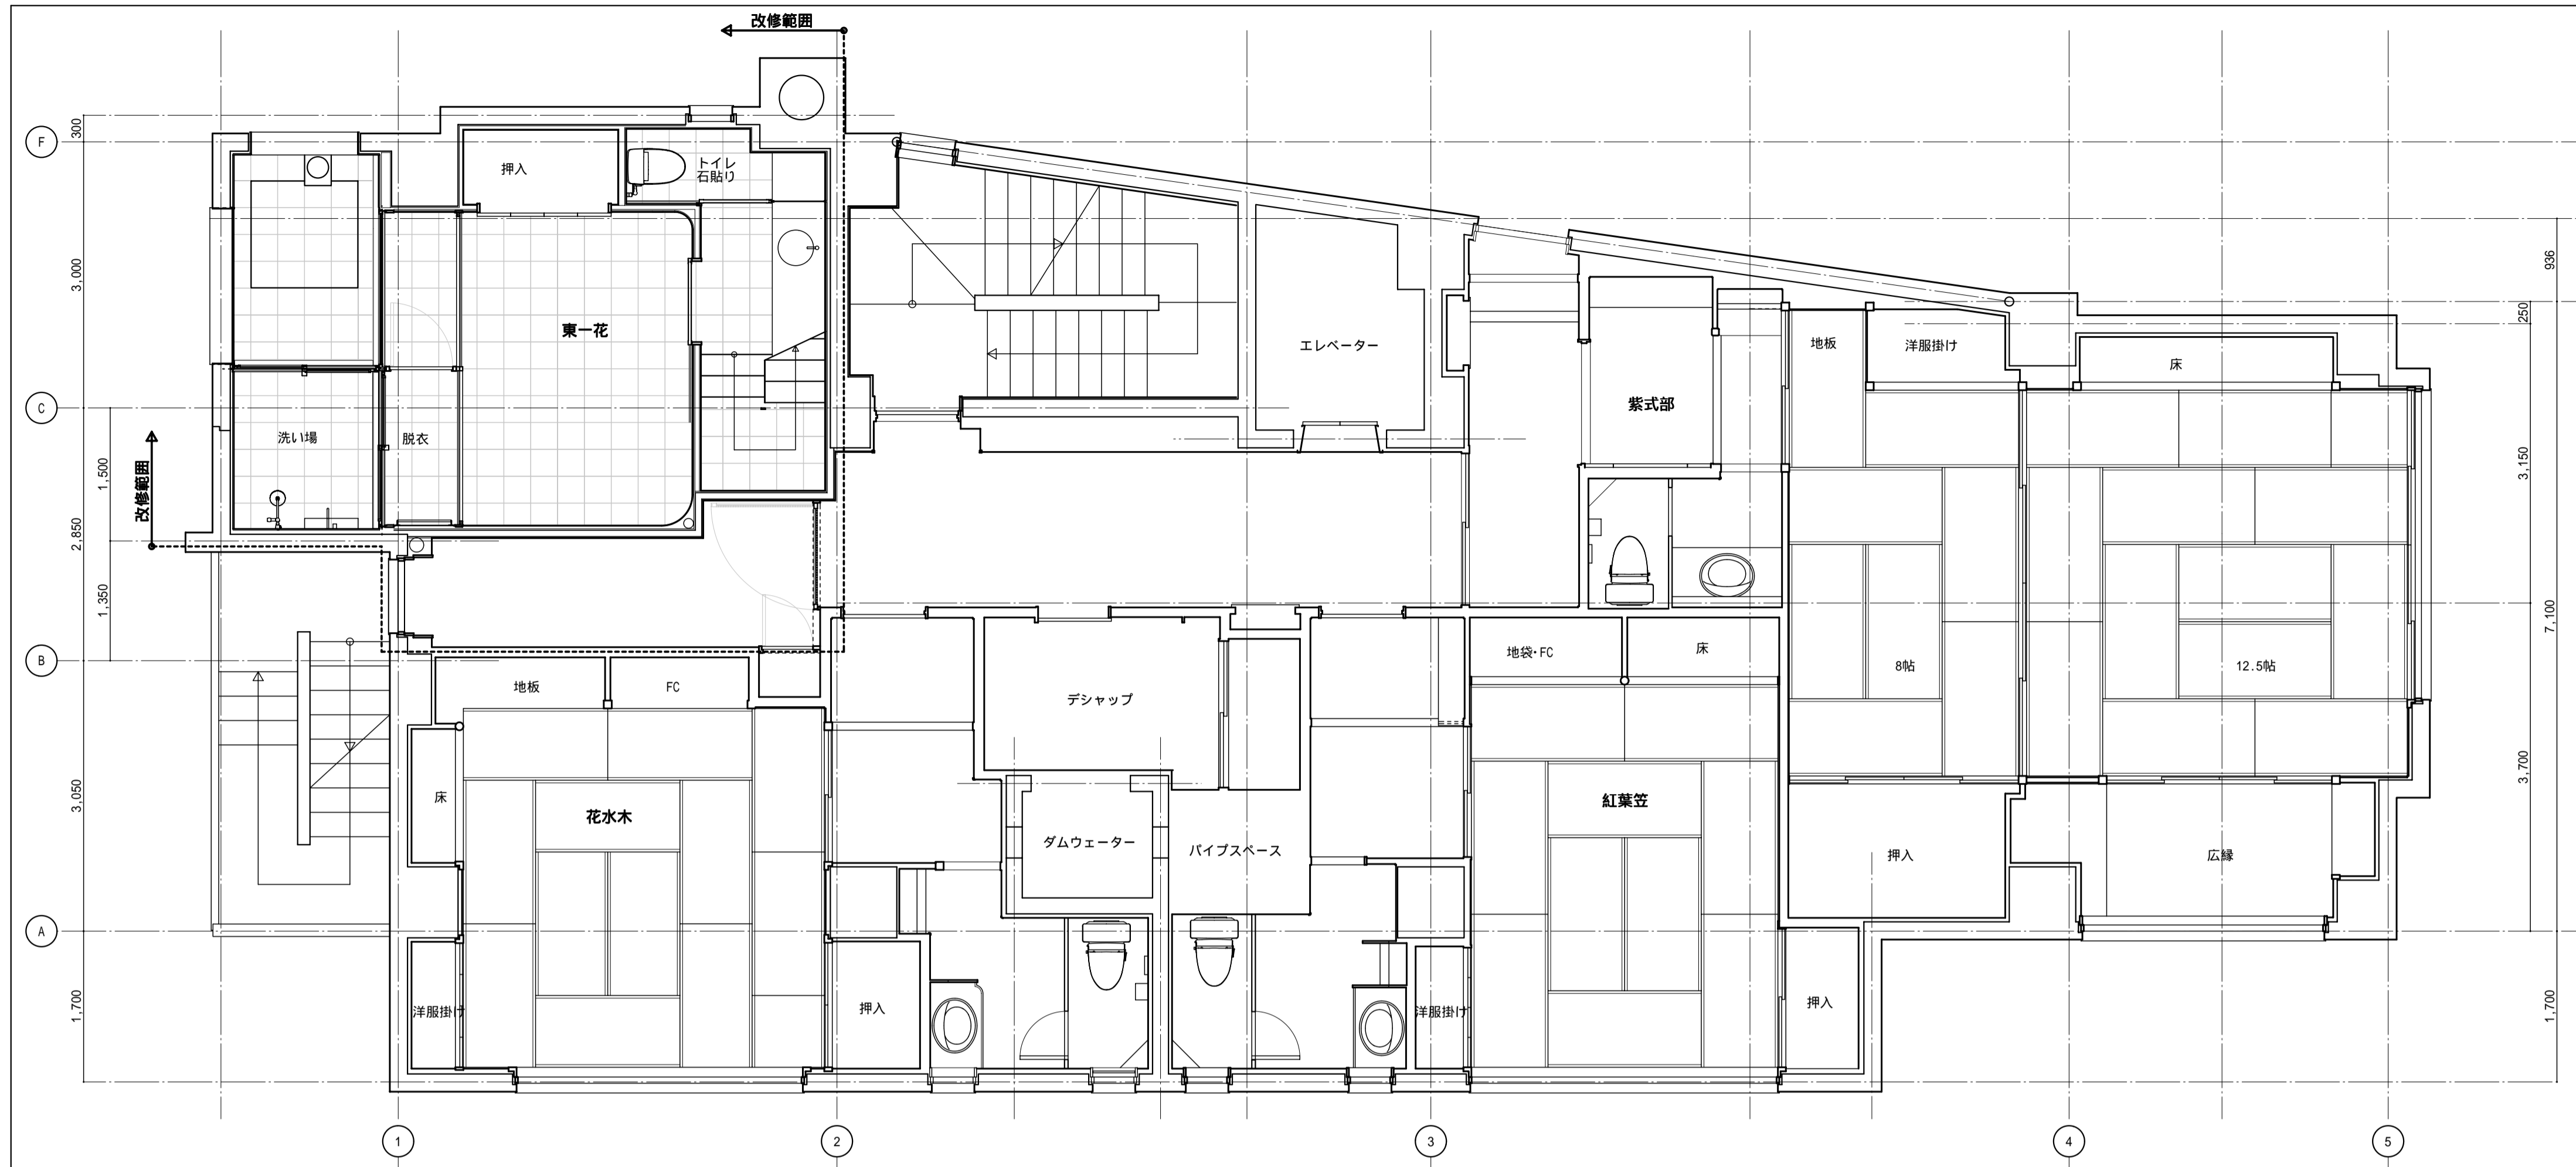 改修範囲
300
F
押入
トイレ
石貼り
3,000
936
東一花
250
エレベーター
地板
洋服掛け
床
紫式部
C
洗い場
脱衣
改修範囲
1,500
3,150
2,850
1,350
7,100
B
地袋・FC
床
8帖
12.5帖
地板
FC
デシャップ
3,700
3,050
床
花水木
紅葉笠
ダムウェーター
パイプスペース
押入
広縁
A
1,700
洋服掛け
押入
洋服掛け
押入
1,700
1
2
3
4
5